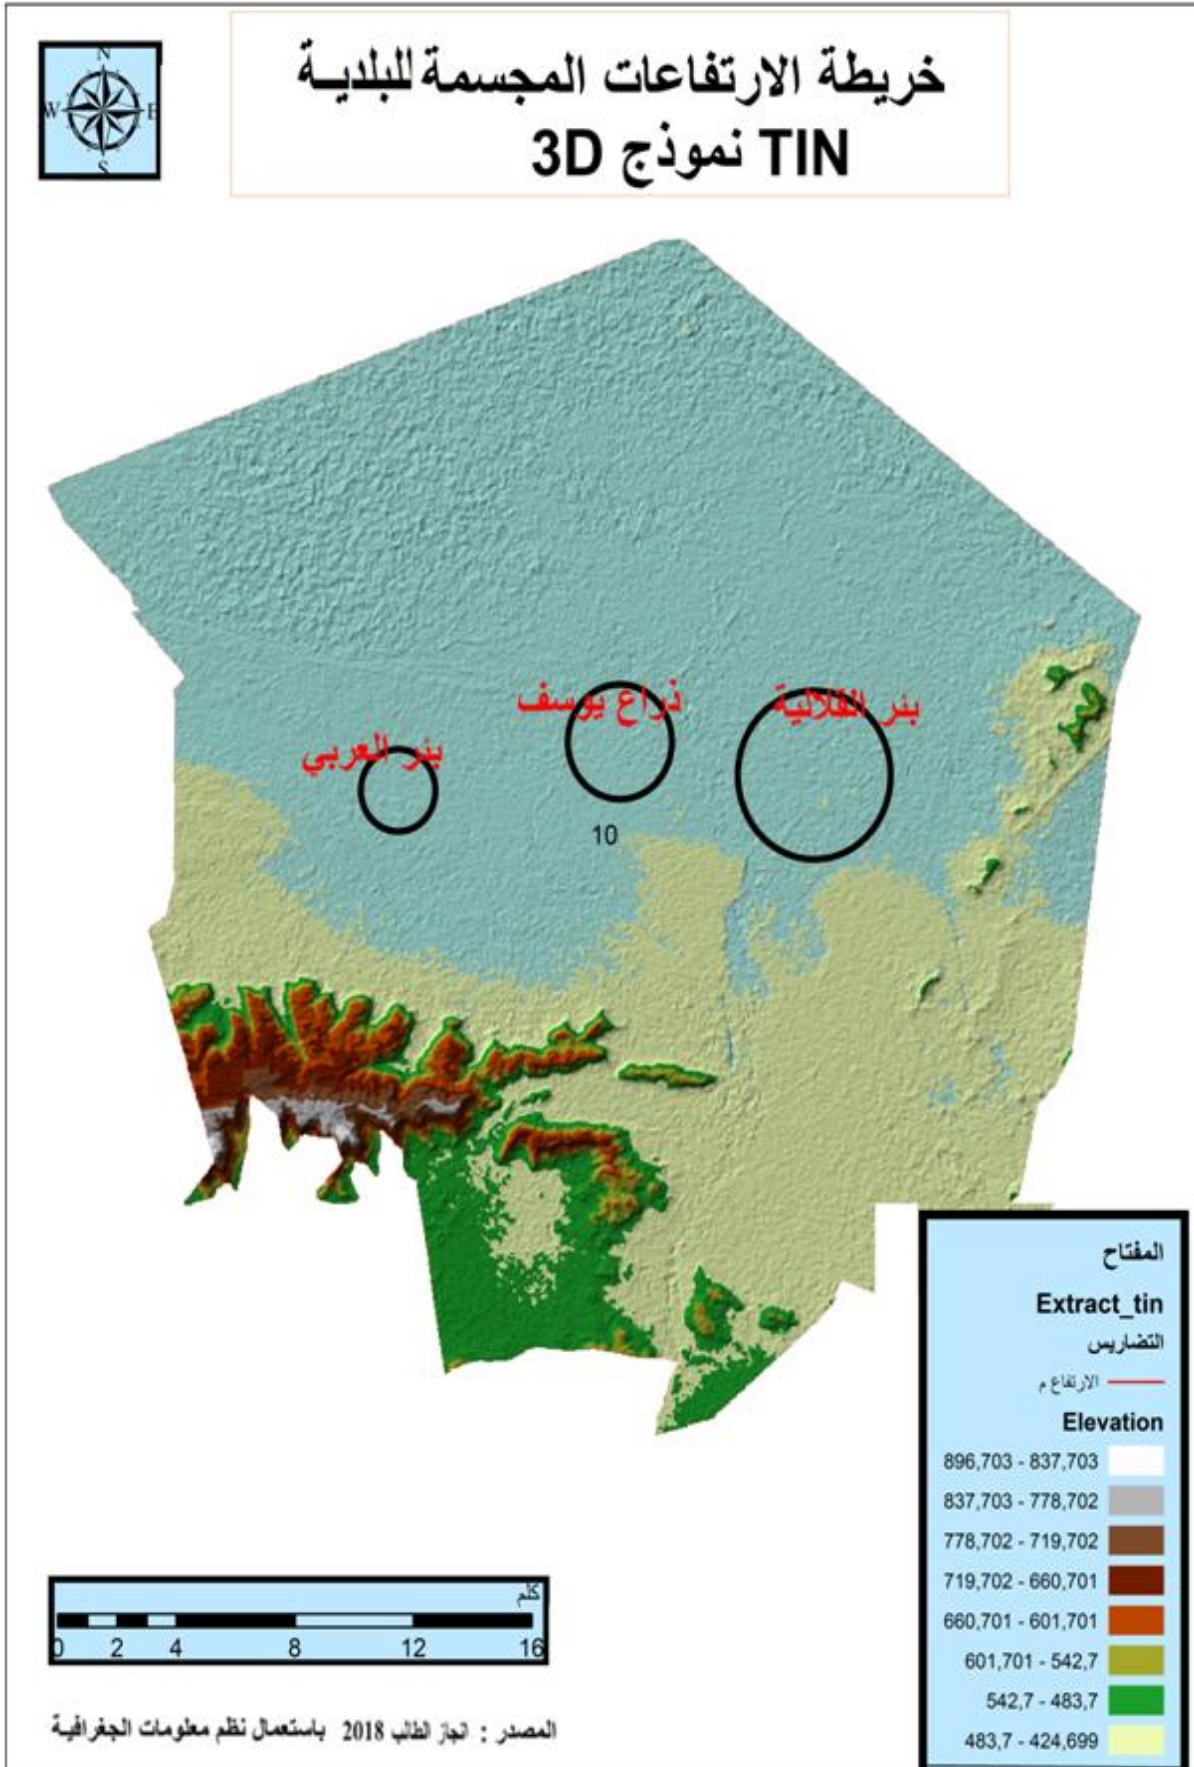 N
W E
S
خريطة الارتفاعات المجسمة للبلديـة
TIN نموذج 3D
بئر القلالية
ذراع يوسف
بئر العربي
10
المفتاح
Extract_tin
التضاريس
الارتفاع م
Elevation
896,703 - 837,703
837,703 - 778,702
778,702 - 719,702
719,702 - 660,701
660,701 - 601,701
601,701 - 542,7
542,7 - 483,7
483,7 - 424,699
كلم
0 2 4 8 12 16
المصدر : انجاز الطالب 2018 باستعمال نظم معلومات الجغرافيـة